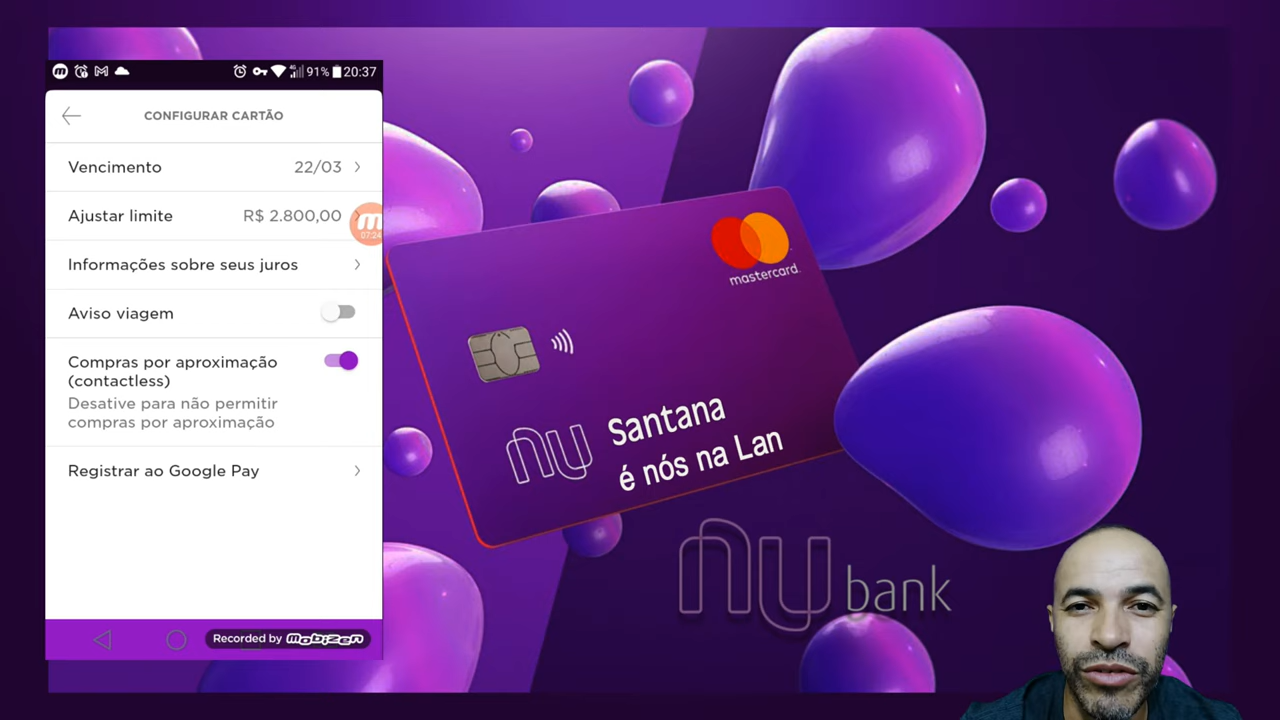 91% 20:37
CONFIGURAR CARTÃO
Vencimento 22/03
Ajustar limite R$ 2.800,00
07:24
Informações sobre seus juros
Aviso viagem
Compras por aproximação
(contactless)
Desative para não permitir
compras por aproximação
Registrar ao Google Pay
Recorded by mobizen
mastercard.
nu Santana
é nós na Lan
nu bank